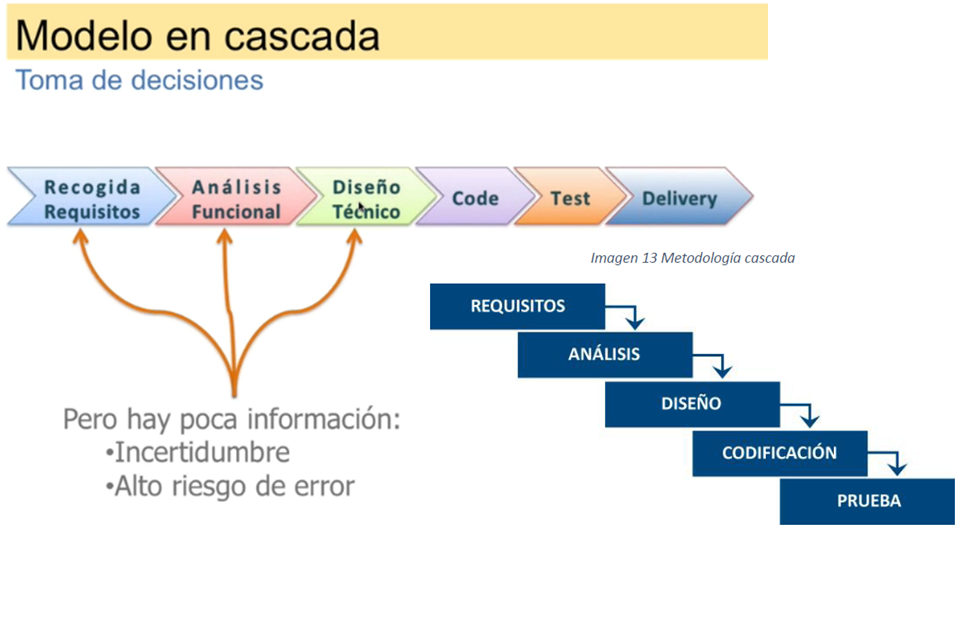 Modelo en cascada
Toma de decisiones
Recogida
Requisitos
Análisis
Funcional
Diseño
Técnico
Code
Test
Delivery
Imagen 13 Metodología cascada
REQUISITOS
ANÁLISIS
DISEÑO
CODIFICACIÓN
PRUEBA
Pero hay poca información:
•Incertidumbre
•Alto riesgo de error